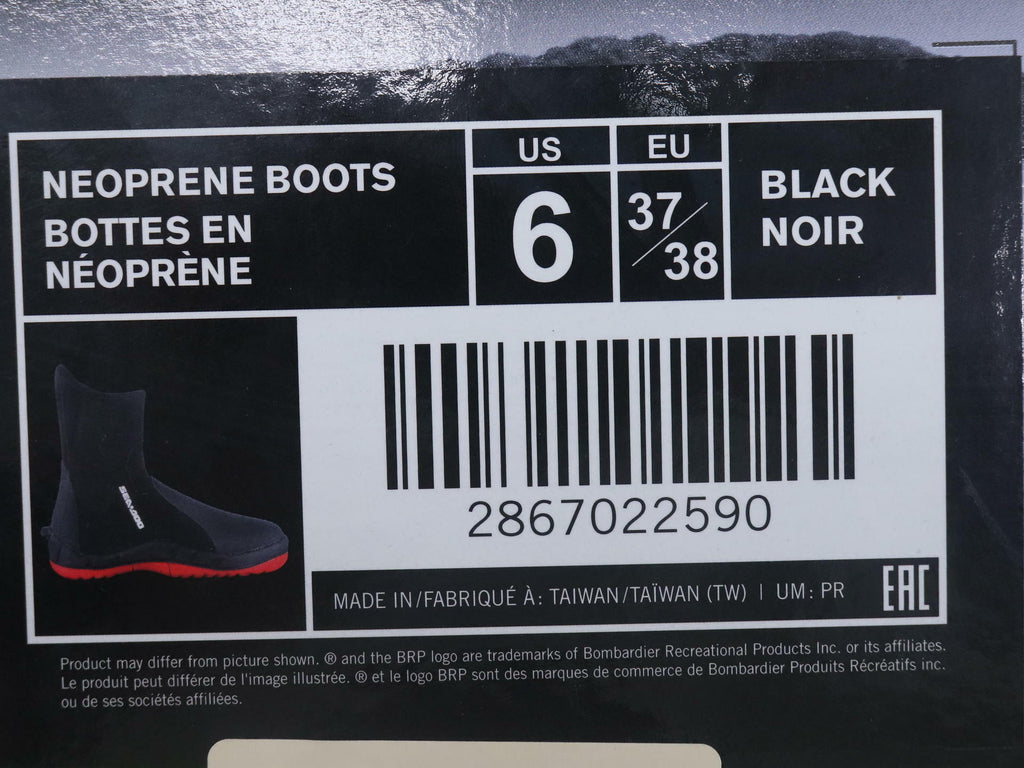 NEOPRENE BOOTS
BOTTES EN
NÉOPRÈNE
US
6
EU
37/38
BLACK
NOIR
SEA-DOO
2867022590
MADE IN/FABRIQUÉ À: TAIWAN/TAÏWAN (TW) | UM: PR
EAC
Product may differ from picture shown. ® and the BRP logo are trademarks of Bombardier Recreational Products Inc. or its affiliates.
Le produit peut différer de l'image illustrée. ® et le logo BRP sont des marques de commerce de Bombardier Produits Récréatifs inc.
ou de ses sociétés affiliées.